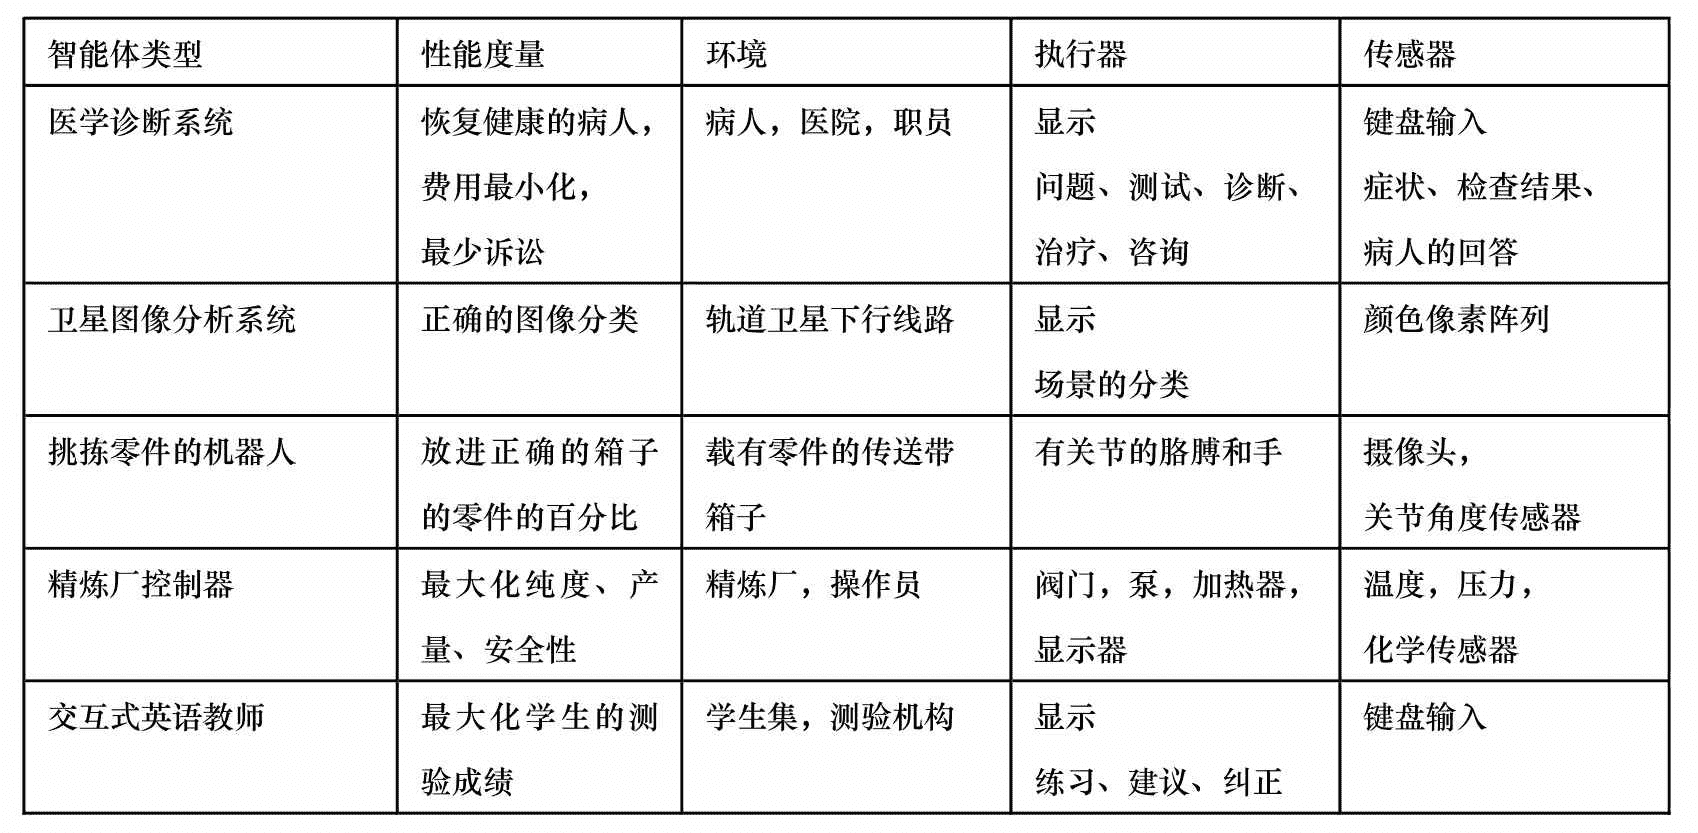 智能体类型
性能度量
环境
执行器
传感器
医学诊断系统
恢复健康的病人，
费用最小化，
最少诉讼
病人，医院，职员
显示
问题、测试、诊断、
治疗、咨询
键盘输入
症状、检查结果、
病人的回答
卫星图像分析系统
正确的图像分类
轨道卫星下行线路
显示
场景的分类
颜色像素阵列
挑拣零件的机器人
放进正确的箱子
的零件的百分比
载有零件的传送带
箱子
有关节的胳膊和手
摄像头，
关节角度传感器
精炼厂控制器
最大化纯度、产
量、安全性
精炼厂，操作员
阀门，泵，加热器，
显示器
温度，压力，
化学传感器
交互式英语教师
最大化学生的测
验成绩
学生集，测验机构
显示
练习、建议、纠正
键盘输入